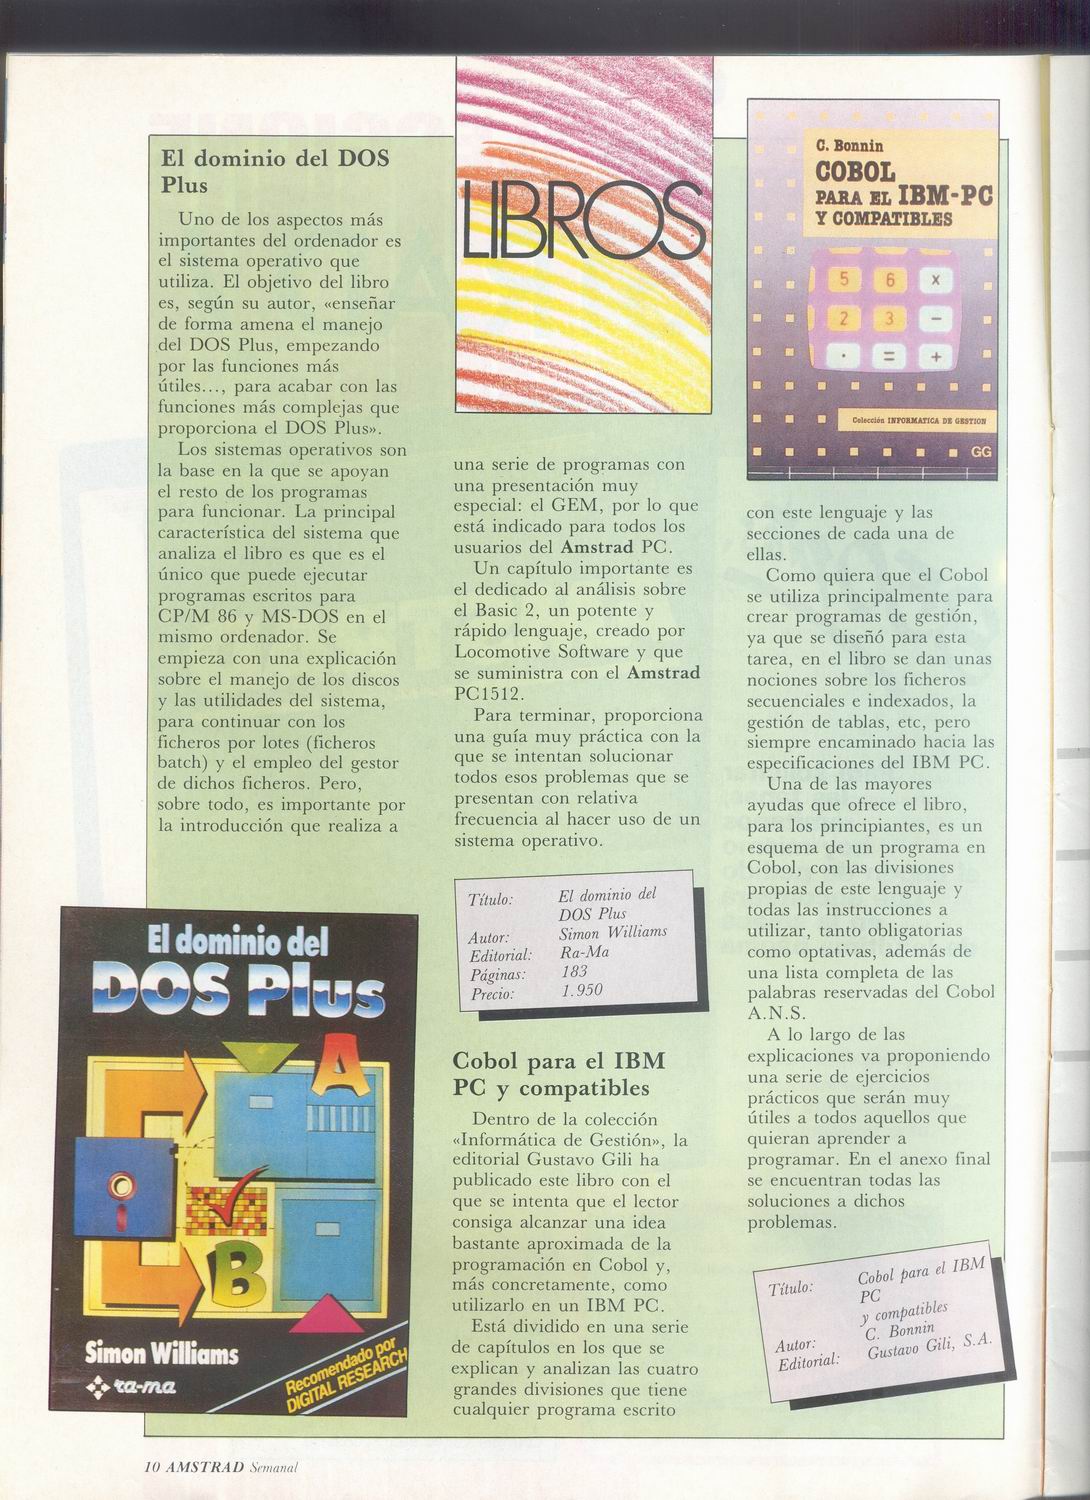 El dominio del DOS
Plus
Uno de los aspectos más
importantes del ordenador es
el sistema operativo que
utiliza. El objetivo del libro
es, según su autor, «enseñar
de forma amena el manejo
del DOS Plus, empezando
por las funciones más
útiles..., para acabar con las
funciones más complejas que
proporciona el DOS Plus».
Los sistemas operativos son
la base en la que se apoyan
el resto de los programas
para funcionar. La principal
característica del sistema que
analiza el libro es que es el
único que puede ejecutar
programas escritos para
CP/M 86 y MS-DOS en el
mismo ordenador. Se
empieza con una explicación
sobre el manejo de los discos
y las utilidades del sistema,
para continuar con los
ficheros por lotes (ficheros
batch) y el empleo del gestor
de dichos ficheros. Pero,
sobre todo, es importante por
la introducción que realiza a
El dominio del
DOS Plus
A
B
Simon Williams
ra-ma
Recomendado por
DIGITAL RESEARCH
LIBROS
una serie de programas con
una presentación muy
especial: el GEM, por lo que
está indicado para todos los
usuarios del Amstrad PC.
Un capítulo importante es
el dedicado al análisis sobre
el Basic 2, un potente y
rápido lenguaje, creado por
Locomotive Software y que
se suministra con el Amstrad
PC1512.
Para terminar, proporciona
una guía muy práctica con la
que se intentan solucionar
todos esos problemas que se
presentan con relativa
frecuencia al hacer uso de un
sistema operativo.
Título: El dominio del
DOS Plus
Autor: Simon Williams
Editorial: Ra-Ma
Páginas: 183
Precio: 1.950
Cobol para el IBM
PC y compatibles
Dentro de la colección
«Informática de Gestión», la
editorial Gustavo Gili ha
publicado este libro con el
que se intenta que el lector
consiga alcanzar una idea
bastante aproximada de la
programación en Cobol y,
más concretamente, como
utilizarlo en un IBM PC.
Está dividido en una serie
de capítulos en los que se
explican y analizan las cuatro
grandes divisiones que tiene
cualquier programa escrito
C. Bonnin
COBOL
PARA EL IBM-PC
Y COMPATIBLES
5 6 x
2 3 -
. = +
Colección INFORMATICA DE GESTION
GG
con este lenguaje y las
secciones de cada una de
ellas.
Como quiera que el Cobol
se utiliza principalmente para
crear programas de gestión,
ya que se diseñó para esta
tarea, en el libro se dan unas
nociones sobre los ficheros
secuenciales e indexados, la
gestión de tablas, etc, pero
siempre encaminado hacia las
especificaciones del IBM PC.
Una de las mayores
ayudas que ofrece el libro,
para los principiantes, es un
esquema de un programa en
Cobol, con las divisiones
propias de este lenguaje y
todas las instrucciones a
utilizar, tanto obligatorias
como optativas, además de
una lista completa de las
palabras reservadas del Cobol
A.N.S.
A lo largo de las
explicaciones va proponiendo
una serie de ejercicios
prácticos que serán muy
útiles a todos aquellos que
quieran aprender a
programar. En el anexo final
se encuentran todas las
soluciones a dichos
problemas.
Título: Cobol para el IBM
PC
y compatibles
Autor: C. Bonnin
Editorial: Gustavo Gili, S.A.
10 AMSTRAD Semanal